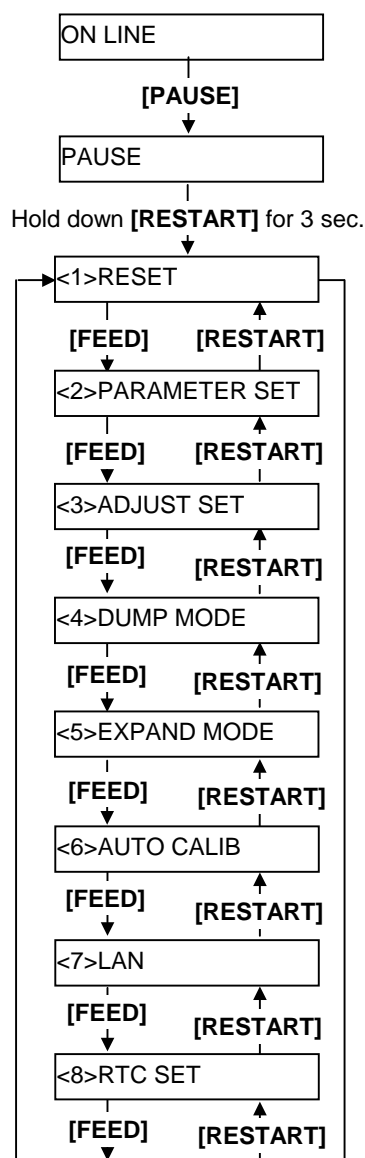 ON LINE
[PAUSE]
PAUSE
Hold down [RESTART] for 3 sec.
<1>RESET
[FEED] [RESTART]
<2>PARAMETER SET
[FEED] [RESTART]
<3>ADJUST SET
[FEED] [RESTART]
<4>DUMP MODE
[FEED] [RESTART]
<5>EXPAND MODE
[FEED] [RESTART]
<6>AUTO CALIB
[FEED] [RESTART]
<7>LAN
[FEED] [RESTART]
<8>RTC SET
[FEED] [RESTART]